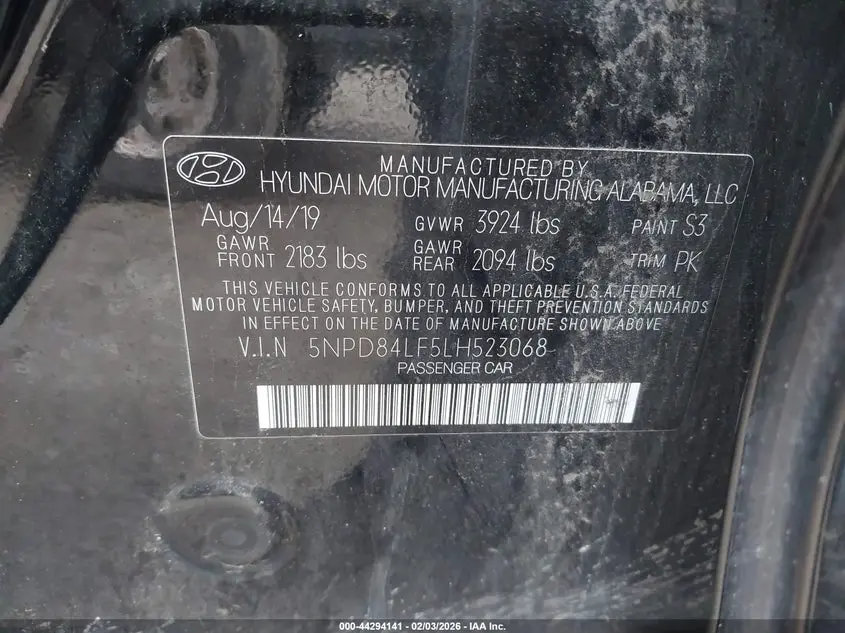 MANUFACTURED BY
HYUNDAI MOTOR MANUFACTURING ALABAMA, LLC
Aug/14/19 GVWR 3924 lbs PAINT S3
GAWR FRONT 2183 lbs GAWR REAR 2094 lbs TRIM PK
THIS VEHICLE CONFORMS TO ALL APPLICABLE U.S.A. FEDERAL
MOTOR VEHICLE SAFETY, BUMPER, AND THEFT PREVENTION STANDARDS
IN EFFECT ON THE DATE OF MANUFACTURE SHOWN ABOVE
V.I.N 5NPD84LF5LH523068
PASSENGER CAR
000-44294141 - 02/03/2026 - IAA Inc.